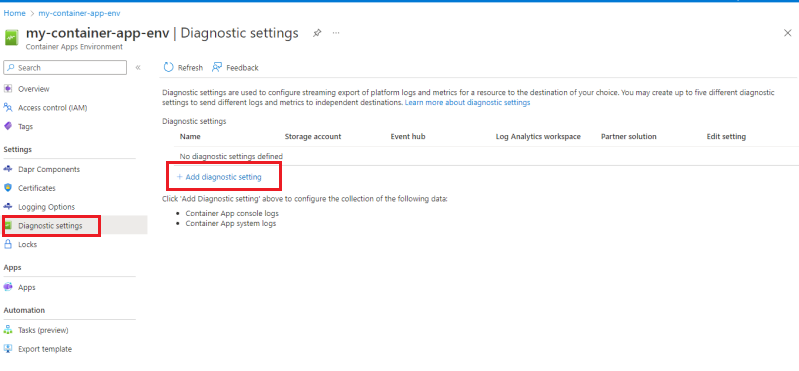 Home > my-container-app-env
my-container-app-env | Diagnostic settings
Container Apps Environment
Search
Overview
Access control (IAM)
Tags
Settings
Dapr Components
Certificates
Logging Options
Diagnostic settings
Locks
Apps
Apps
Automation
Tasks (preview)
Export template
Refresh Feedback
Diagnostic settings are used to configure streaming export of platform logs and metrics for a resource to the destination of your choice. You may create up to five different diagnostic
settings to send different logs and metrics to independent destinations. Learn more about diagnostic settings
Diagnostic settings
Name Storage account Event hub Log Analytics workspace Partner solution Edit setting
No diagnostic settings defined
+ Add diagnostic setting
Click 'Add Diagnostic setting' above to configure the collection of the following data:
• Container App console logs
• Container App system logs